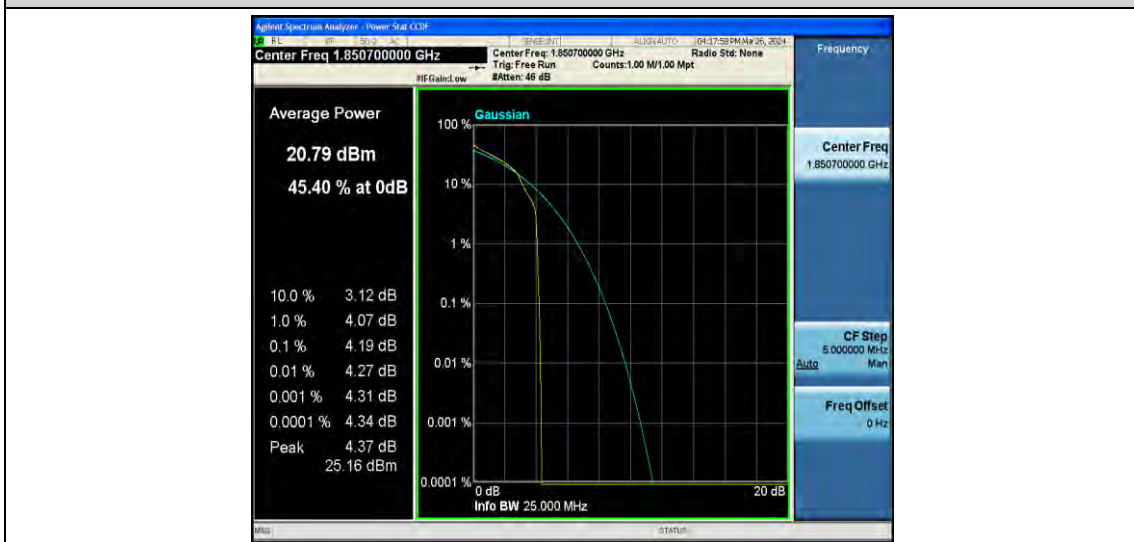 Agilent Spectrum Analyzer - Power Stat CCDF
RL RF 50 Ω AC SENSE:INT ALIGN AUTO 04:17:58 PM Mar 26, 2024
Center Freq 1.850700000 GHz
Center Freq: 1.850700000 GHz Radio Std: None
Trig: Free Run Counts:1.00 M/1.00 Mpt
#IFGain:Low #Atten: 46 dB
Frequency
Average Power
20.79 dBm
45.40 % at 0dB
10.0 % 3.12 dB
1.0 % 4.07 dB
0.1 % 4.19 dB
0.01 % 4.27 dB
0.001 % 4.31 dB
0.0001 % 4.34 dB
Peak 4.37 dB
25.16 dBm
Gaussian
100 %
10 %
1 %
0.1 %
0.01 %
0.001 %
0.0001 %
0 dB 20 dB
Info BW 25.000 MHz
Center Freq
1.850700000 GHz
CF Step
5.000000 MHz
Auto Man
Freq Offset
0 Hz
MSG STATUS